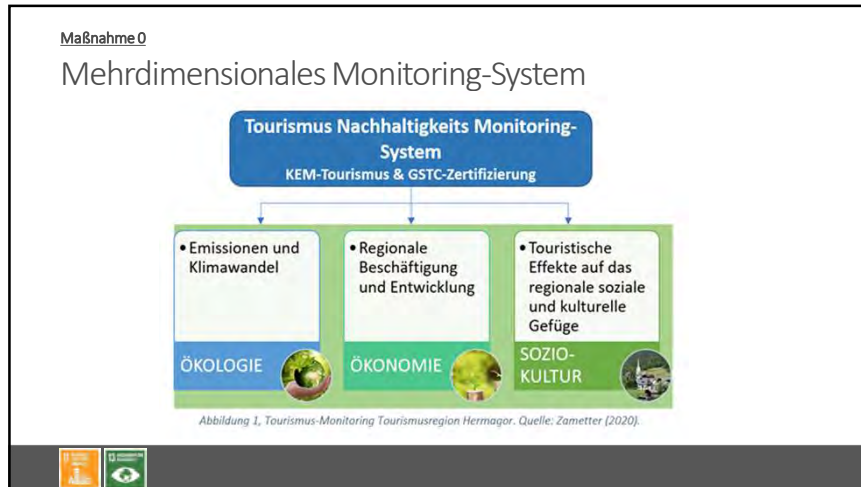 Maßnahme 0
Mehrdimensionales Monitoring-System
Tourismus Nachhaltigkeits Monitoring-
System
KEM-Tourismus & GSTC-Zertifizierung
• Emissionen und
Klimawandel
ÖKOLOGIE
• Regionale
Beschäftigung
und Entwicklung
ÖKONOMIE
• Touristische
Effekte auf das
regionale soziale
und kulturelle
Gefüge
SOZIO-
KULTUR
Abbildung 1, Tourismus-Monitoring Tourismusregion Hermagor. Quelle: Zametter (2020).
13